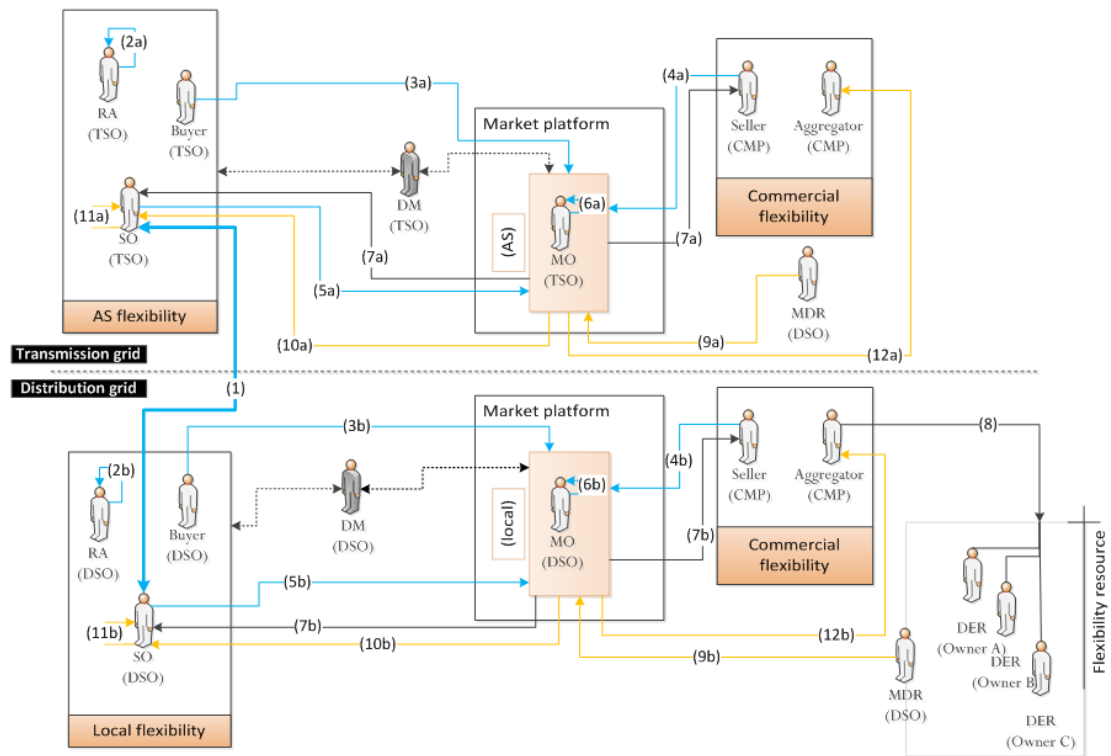 (2a)
RA
(TSO)
Buyer
(TSO)
(3a)
(11a)
SO
(TSO)
AS flexibility
DM
(TSO)
(7a)
(5a)
(10a)
Market platform
(AS)
(6a)
MO
(TSO)
(4a)
(7a)
Seller
(CMP)
Aggregator
(CMP)
Commercial
flexibility
MDR
(DSO)
(9a)
(12a)
Transmission grid
Distribution grid
(1)
(2b)
RA
(DSO)
Buyer
(DSO)
(3b)
(11b)
SO
(DSO)
Local flexibility
DM
(DSO)
(5b)
(7b)
(10b)
Market platform
(local)
(6b)
MO
(DSO)
(4b)
(7b)
Seller
(CMP)
Aggregator
(CMP)
Commercial
flexibility
(8)
(12b)
(9b)
MDR
(DSO)
DER
(Owner A)
DER
(Owner B)
DER
(Owner C)
Flexibility resource